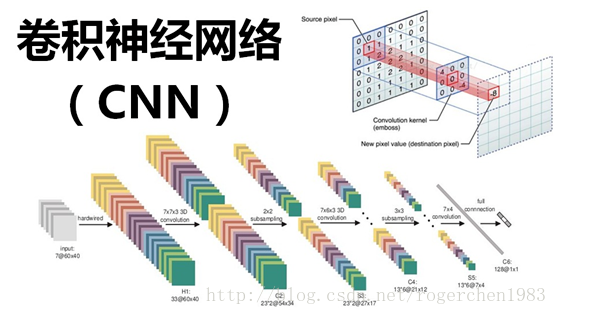 卷积神经网络
（CNN）
Source pixel
Convolution kernel
(emboss)
New pixel value (destination pixel)
hardwired
7x7x3 3D
convolution
2x2
subsampling
7x6x3 3D
convolution
3x3
subsampling
7x4
convolution
full
connnection
input:
7@60x40
H1:
33@60x40
C2:
23*2@54x34
S3:
23*2@27x17
C4:
13*6@21x12
S5:
13*6@7x4
C6:
128@1x1
http://blog.csdn.net/rogerchen1983